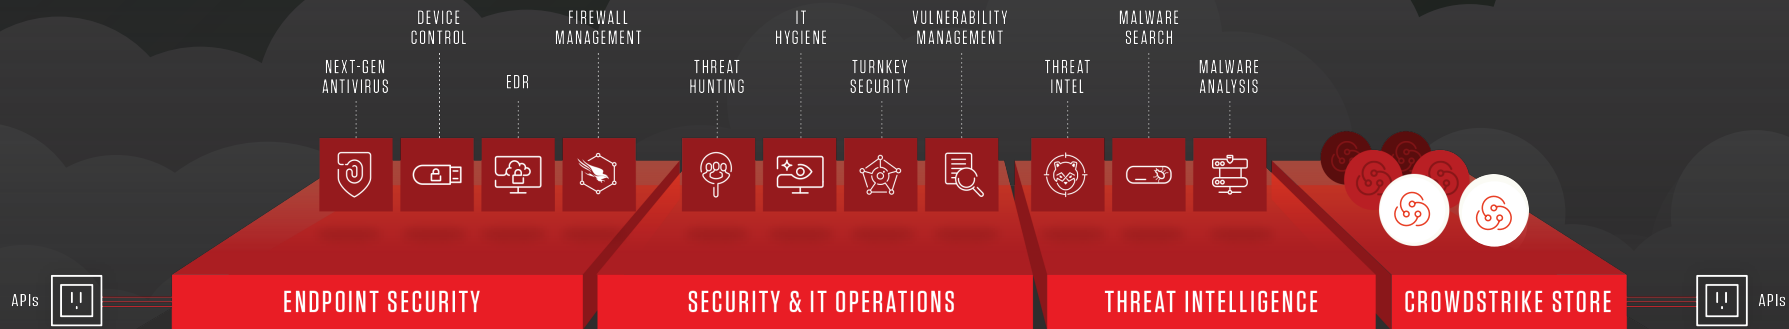 DEVICE
CONTROL
FIREWALL
MANAGEMENT
IT
HYGIENE
VULNERABILITY
MANAGEMENT
MALWARE
SEARCH
NEXT-GEN
ANTIVIRUS
EDR
THREAT
HUNTING
TURNKEY
SECURITY
THREAT
INTEL
MALWARE
ANALYSIS
APIs
ENDPOINT SECURITY
SECURITY & IT OPERATIONS
THREAT INTELLIGENCE
CROWDSTRIKE STORE
APIs